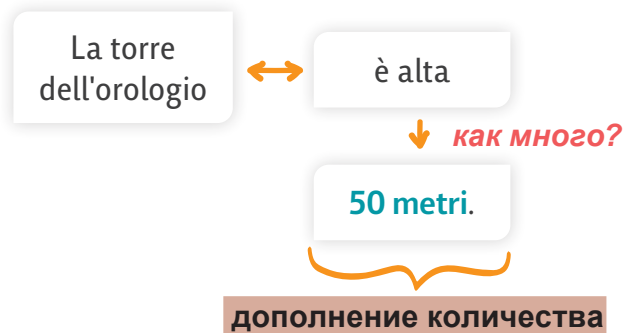 La torre
dell'orologio
è alta
как много?
50 metri.
дополнение количества